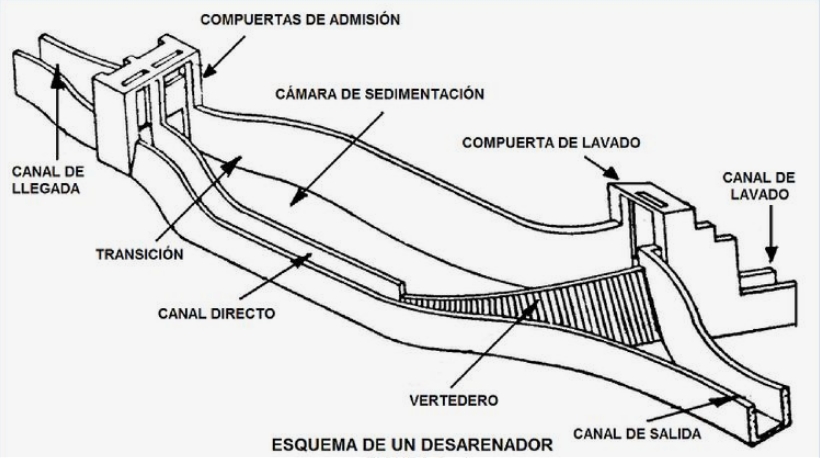 COMPUERTAS DE ADMISIÓN
CÁMARA DE SEDIMENTACIÓN
COMPUERTA DE LAVADO
CANAL DE
LLEGADA
CANAL DE
LAVADO
TRANSICIÓN
CANAL DIRECTO
VERTEDERO
CANAL DE SALIDA
ESQUEMA DE UN DESARENADOR